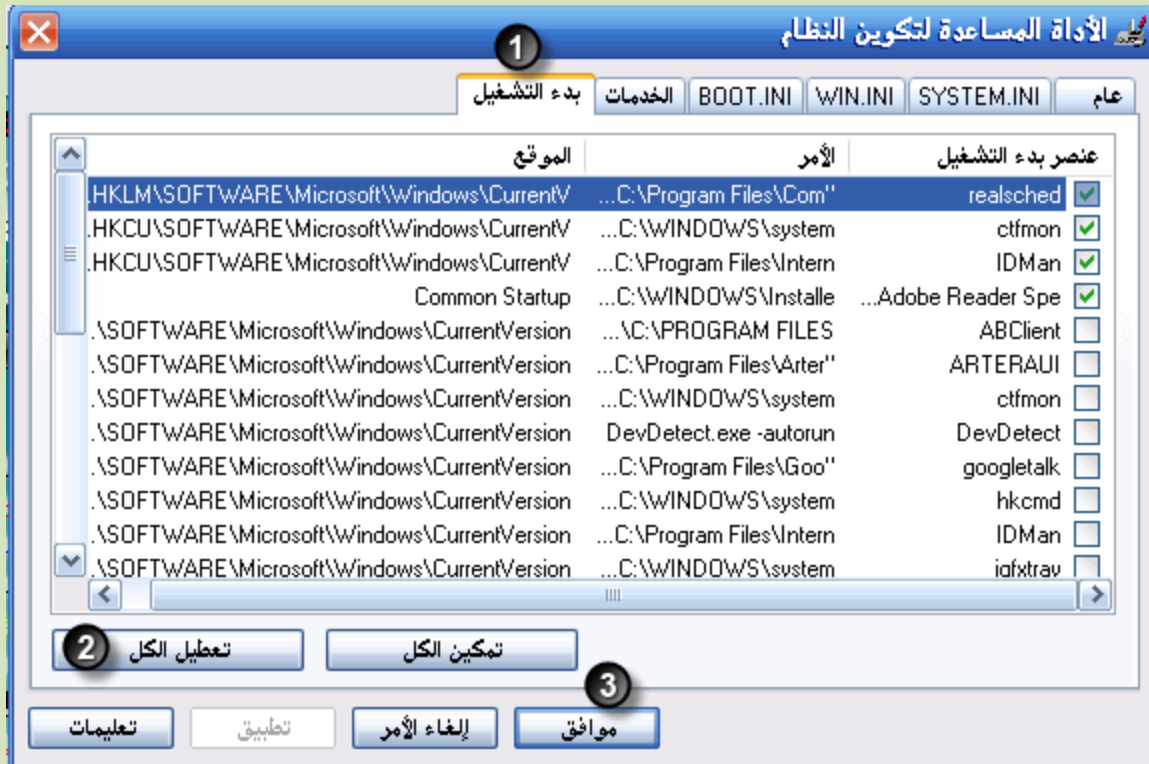 الأداة المساعدة لتكوين النظام
1
عام SYSTEM.INI WIN.INI BOOT.INI الخدمات بدء التشغيل
عنصر بدء التشغيل الأمر الموقع
realsched ...C:\Program Files\Com" .HKLM\SOFTWARE\Microsoft\Windows\CurrentV
ctfmon ...C:\WINDOWS\system .HKCU\SOFTWARE\Microsoft\Windows\CurrentV
IDMan ...C:\Program Files\Intern .HKCU\SOFTWARE\Microsoft\Windows\CurrentV
...Adobe Reader Spe ...C:\WINDOWS\Installe Common Startup
ABClient ...\C:\PROGRAM FILES .\SOFTWARE\Microsoft\Windows\CurrentVersion
ARTERAUI ...C:\Program Files\Arter" .\SOFTWARE\Microsoft\Windows\CurrentVersion
ctfmon ...C:\WINDOWS\system .\SOFTWARE\Microsoft\Windows\CurrentVersion
DevDetect DevDetect.exe -autorun .\SOFTWARE\Microsoft\Windows\CurrentVersion
googletalk ...C:\Program Files\Goo" .\SOFTWARE\Microsoft\Windows\CurrentVersion
hkcmd ...C:\WINDOWS\system .\SOFTWARE\Microsoft\Windows\CurrentVersion
IDMan ...C:\Program Files\Intern .\SOFTWARE\Microsoft\Windows\CurrentVersion
igfxtray ...C:\WINDOWS\system .\SOFTWARE\Microsoft\Windows\CurrentVersion
تمكين الكل تعطيل الكل 2
3
موافق إلغاء الأمر تطبيق تعليمات